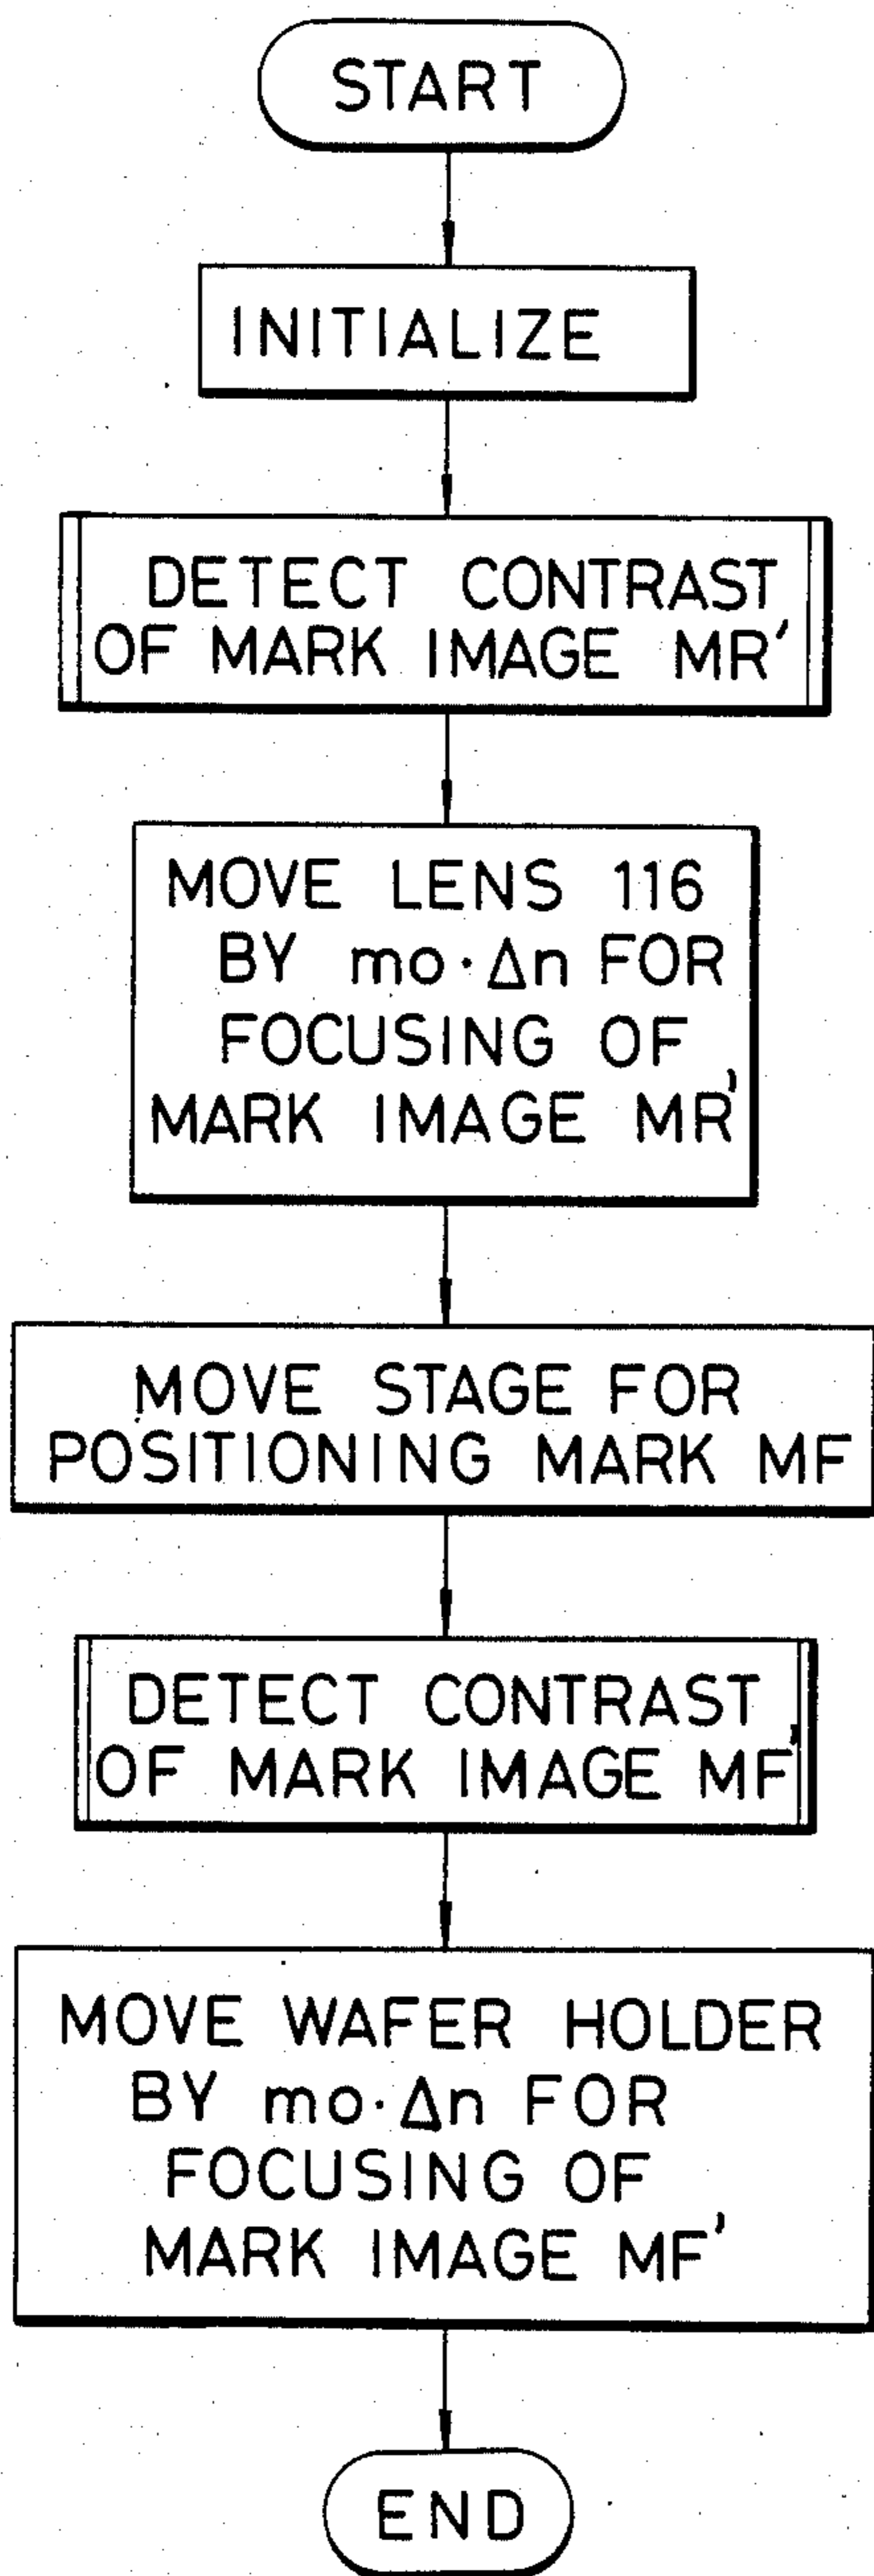 START
INITIALIZE
DETECT CONTRAST
OF MARK IMAGE MR'
MOVE LENS 116
BY mo·Δn FOR
FOCUSING OF
MARK IMAGE MR'
MOVE STAGE FOR
POSITIONING MARK MF
DETECT CONTRAST
OF MARK IMAGE MF'
MOVE WAFER HOLDER
BY mo·Δn FOR
FOCUSING OF
MARK IMAGE MF'
END